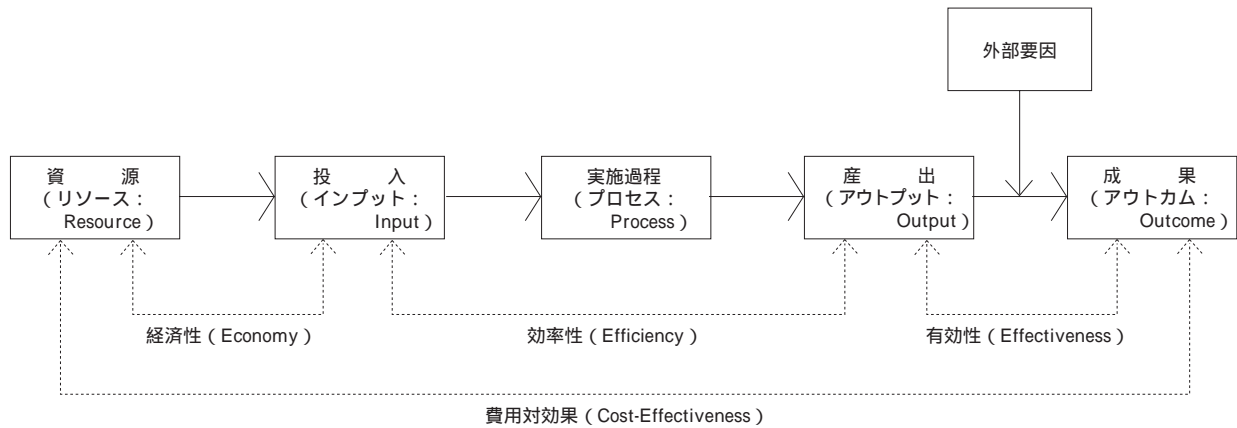 外部要因
資　　源
（リソース：
Resource）
投　　入
（インプット：
Input）
実施過程
（プロセス：
Process）
産　　出
（アウトプット：
Output）
成　　果
（アウトカム：
Outcome）
経済性（Economy）
効率性（Efficiency）
有効性（Effectiveness）
費用対効果（Cost-Effectiveness）